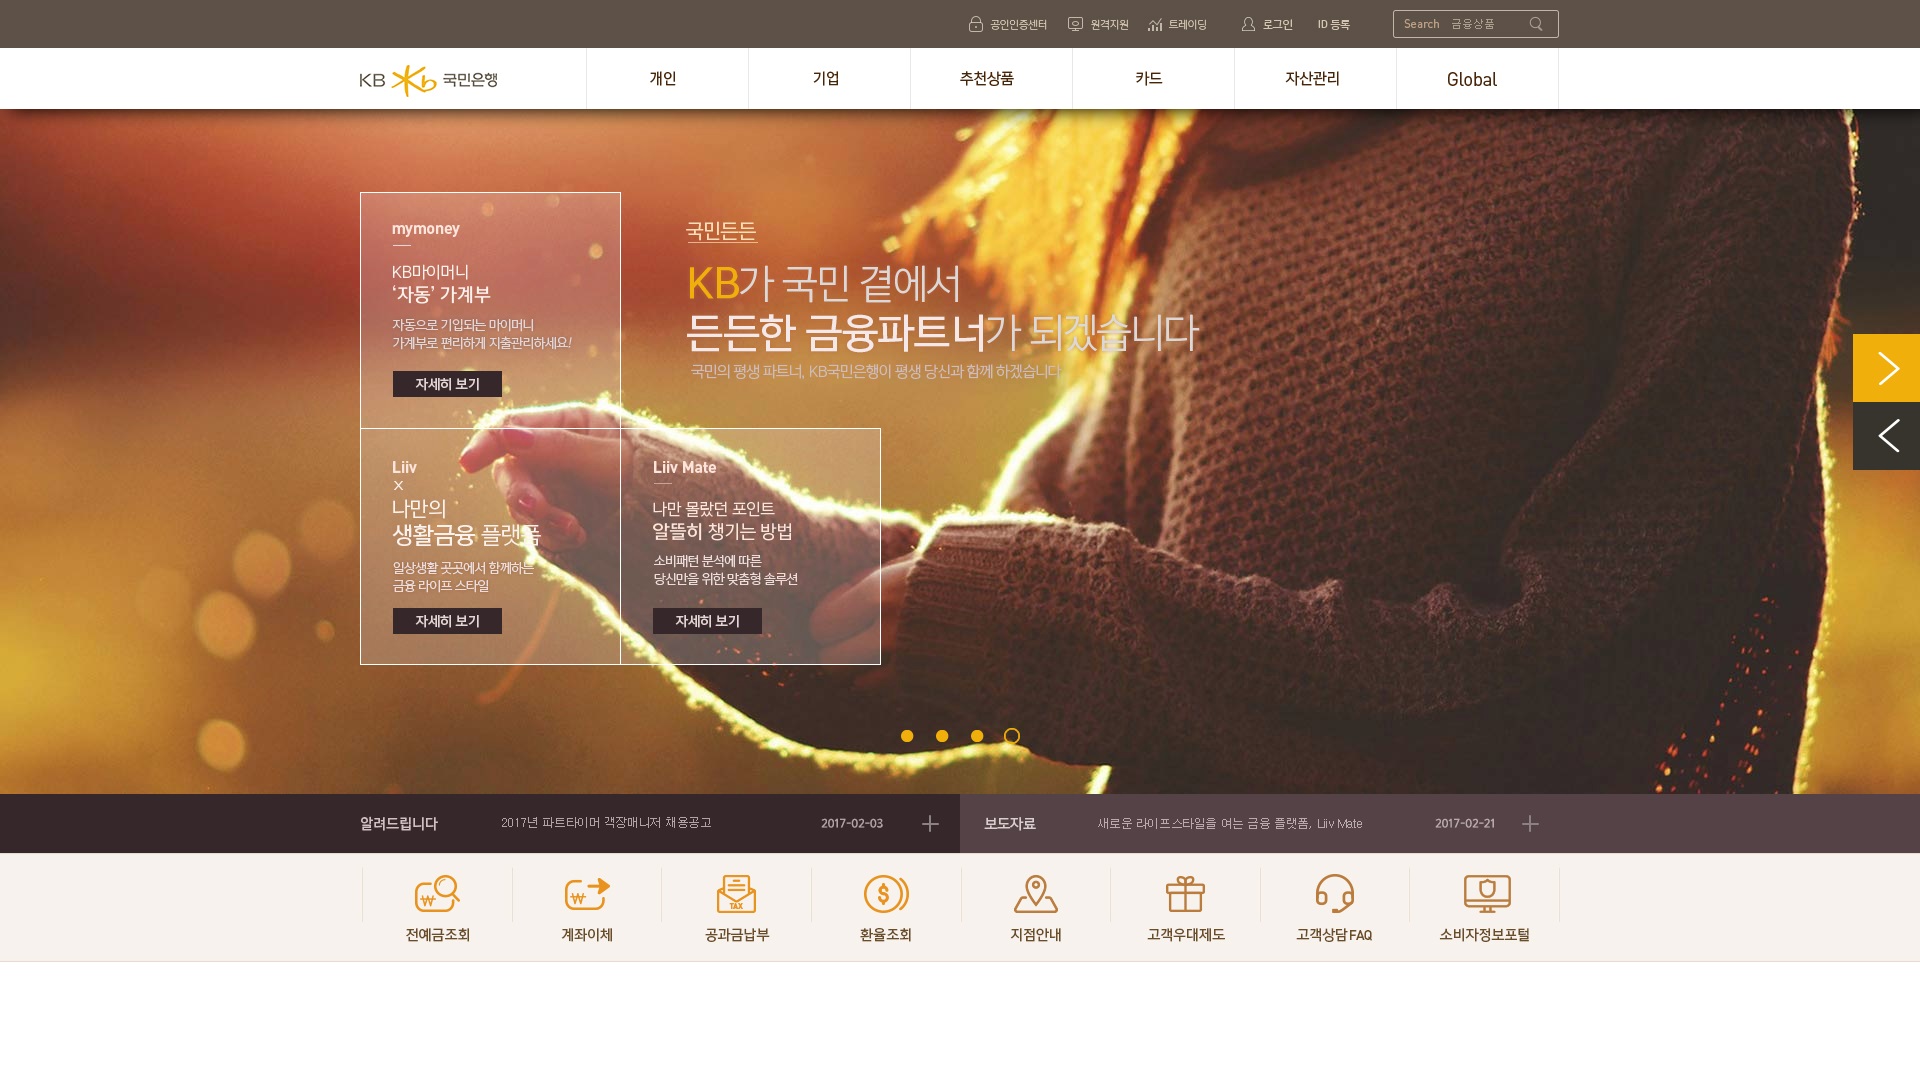 공인인증센터 원격지원 트레이딩 로그인 ID 등록 Search 금융상품
KB Kb 국민은행 개인 기업 추천상품 카드 자산관리 Global
mymoney
KB마이머니
‘자동’ 가계부
자동으로 기입되는 마이머니
가계부로 편리하게 지출관리하세요!
자세히 보기
국민든든
KB가 국민 곁에서
든든한 금융파트너가 되겠습니다
국민의 평생 파트너, KB국민은행이 평생 당신과 함께 하겠습니다
Liiv
X
나만의
생활금융 플랫폼
일상생활 곳곳에서 함께하는
금융 라이프 스타일
자세히 보기
Liiv Mate
나만 몰랐던 포인트
알뜰히 챙기는 방법
소비패턴 분석에 따른
당신만을 위한 맞춤형 솔루션
자세히 보기
알려드립니다 2017년 파트타이머 객장매니저 채용공고 2017-02-03
보도자료 새로운 라이프스타일을 여는 금융 플랫폼, Liiv Mate 2017-02-21
TAX
전예금조회 계좌이체 공과금납부 환율조회 지점안내 고객우대제도 고객상담FAQ 소비자정보포털